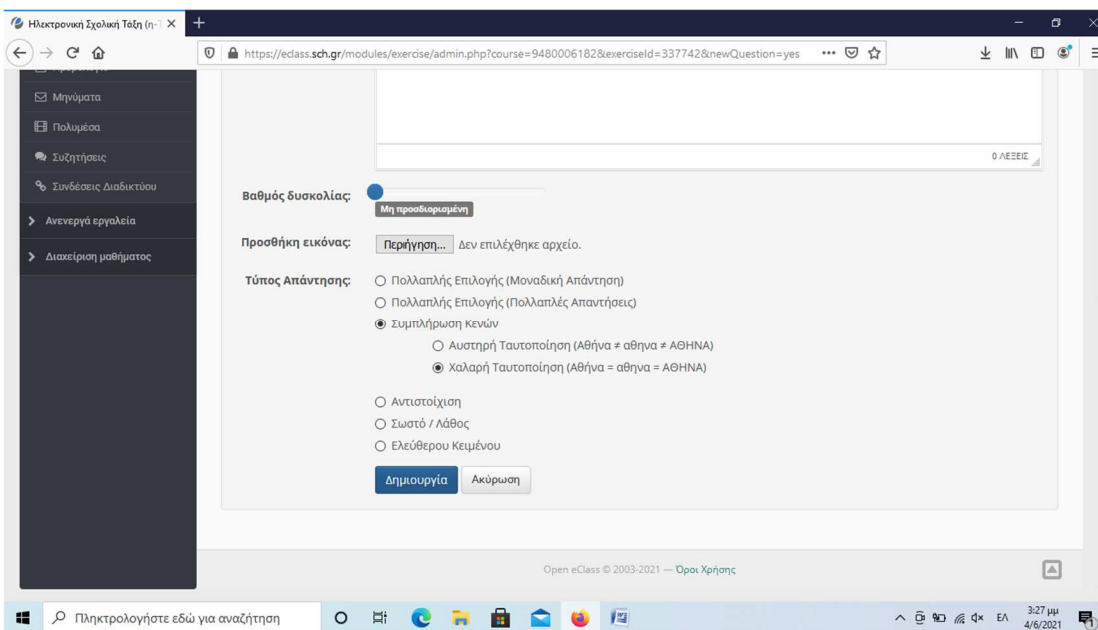 Ηλεκτρονική Σχολική Τάξη (η-Τ
https://eclass.sch.gr/modules/exercise/admin.php?course=9480006182&exerciseId=337742&newQuestion=yes
Μηνύματα
Πολυμέσα
Συζητήσεις
Συνδέσεις Διαδικτύου
Ανενεργά εργαλεία
Διαχείριση μαθήματος
0 ΛΕΞΕΙΣ
Βαθμός δυσκολίας:
Μη προσδιορισμένη
Προσθήκη εικόνας: Περιήγηση... Δεν επιλέχθηκε αρχείο.
Τύπος Απάντησης: Πολλαπλής Επιλογής (Μοναδική Απάντηση)
Πολλαπλής Επιλογής (Πολλαπλές Απαντήσεις)
Συμπλήρωση Κενών
Αυστηρή Ταυτοποίηση (Αθήνα ≠ αθηνα ≠ ΑΘΗΝΑ)
Χαλαρή Ταυτοποίηση (Αθήνα = αθηνα = ΑΘΗΝΑ)
Αντιστοίχιση
Σωστό / Λάθος
Ελεύθερου Κειμένου
Δημιουργία Ακύρωση
Open eClass © 2003-2021 — Όροι Χρήσης
Πληκτρολογήστε εδώ για αναζήτηση
ΕΛ
3:27 μμ
4/6/2021